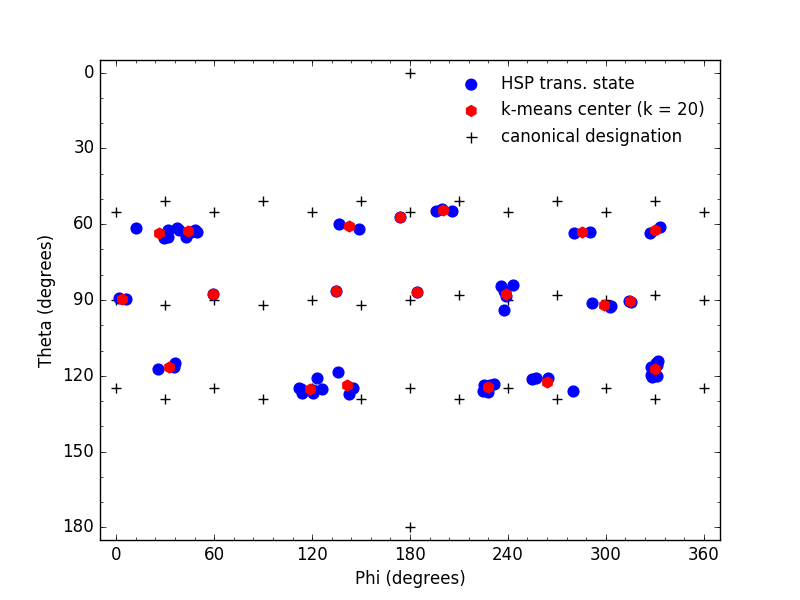 HSP trans. state
k-means center (k = 20)
canonical designation
0
30
60
90
120
150
180
Theta (degrees)
0 60 120 180 240 300 360
Phi (degrees)